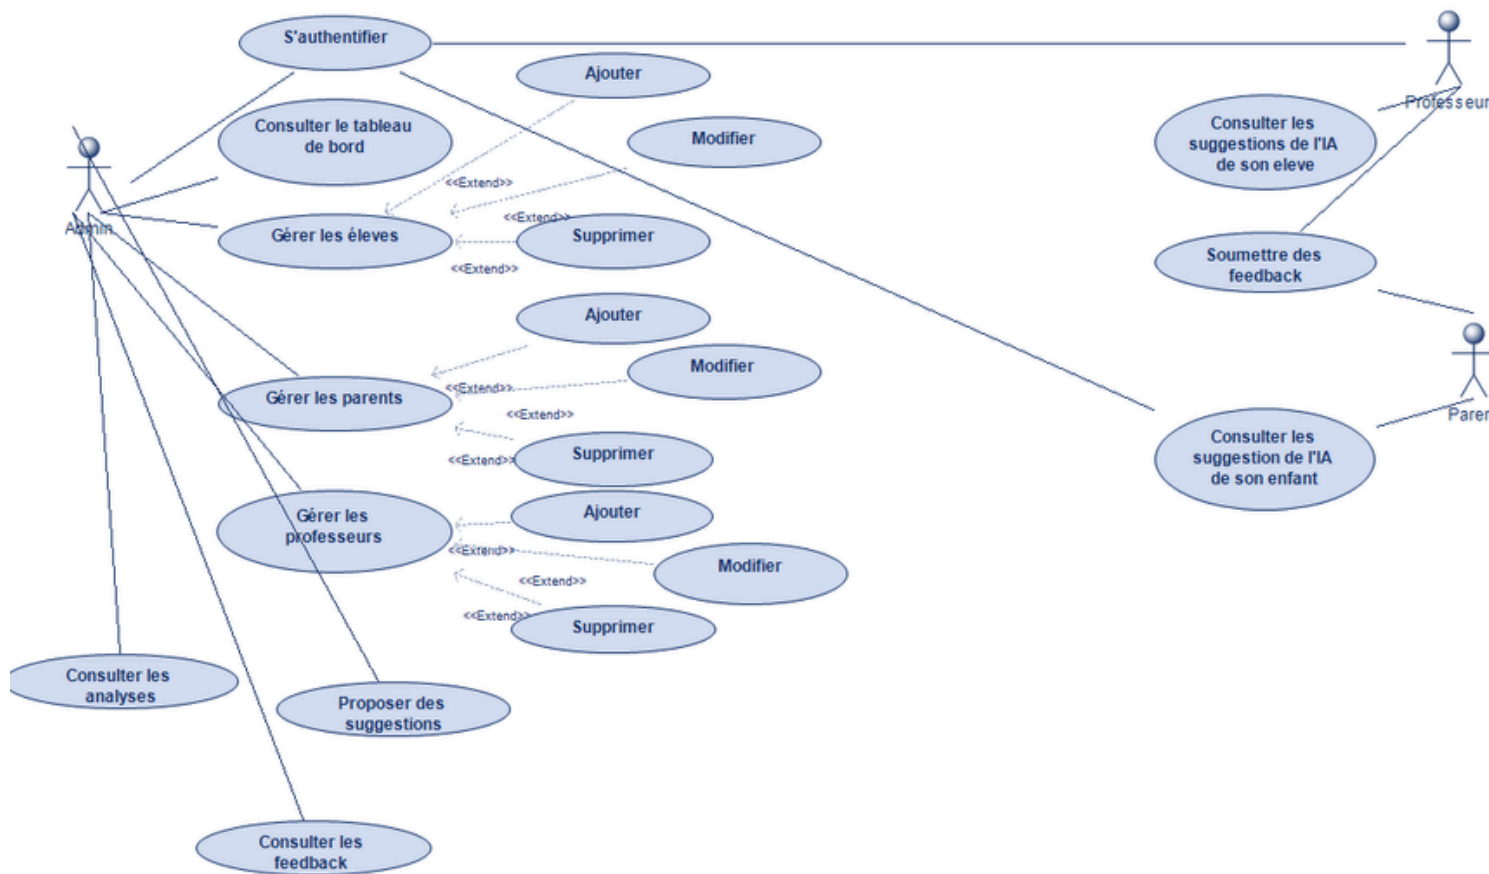 S'authentifier
Ajouter
Consulter le tableau
de bord
Modifier
Professeur
Consulter les
suggestions de l'IA
de son eleve
<<Extend>>
<<Extend>>
Admin
Gérer les éleves
Supprimer
<<Extend>>
Soumettre des
feedback
Ajouter
Modifier
<<Extend>>
Gérer les parents
<<Extend>>
Paren
Consulter les
suggestion de l'IA
de son enfant
Supprimer
<<Extend>>
Gérer les
professeurs
Ajouter
<<Extend>>
Modifier
<<Extend>>
<<Extend>>
Supprimer
Consulter les
analyses
Proposer des
suggestions
Consulter les
feedback